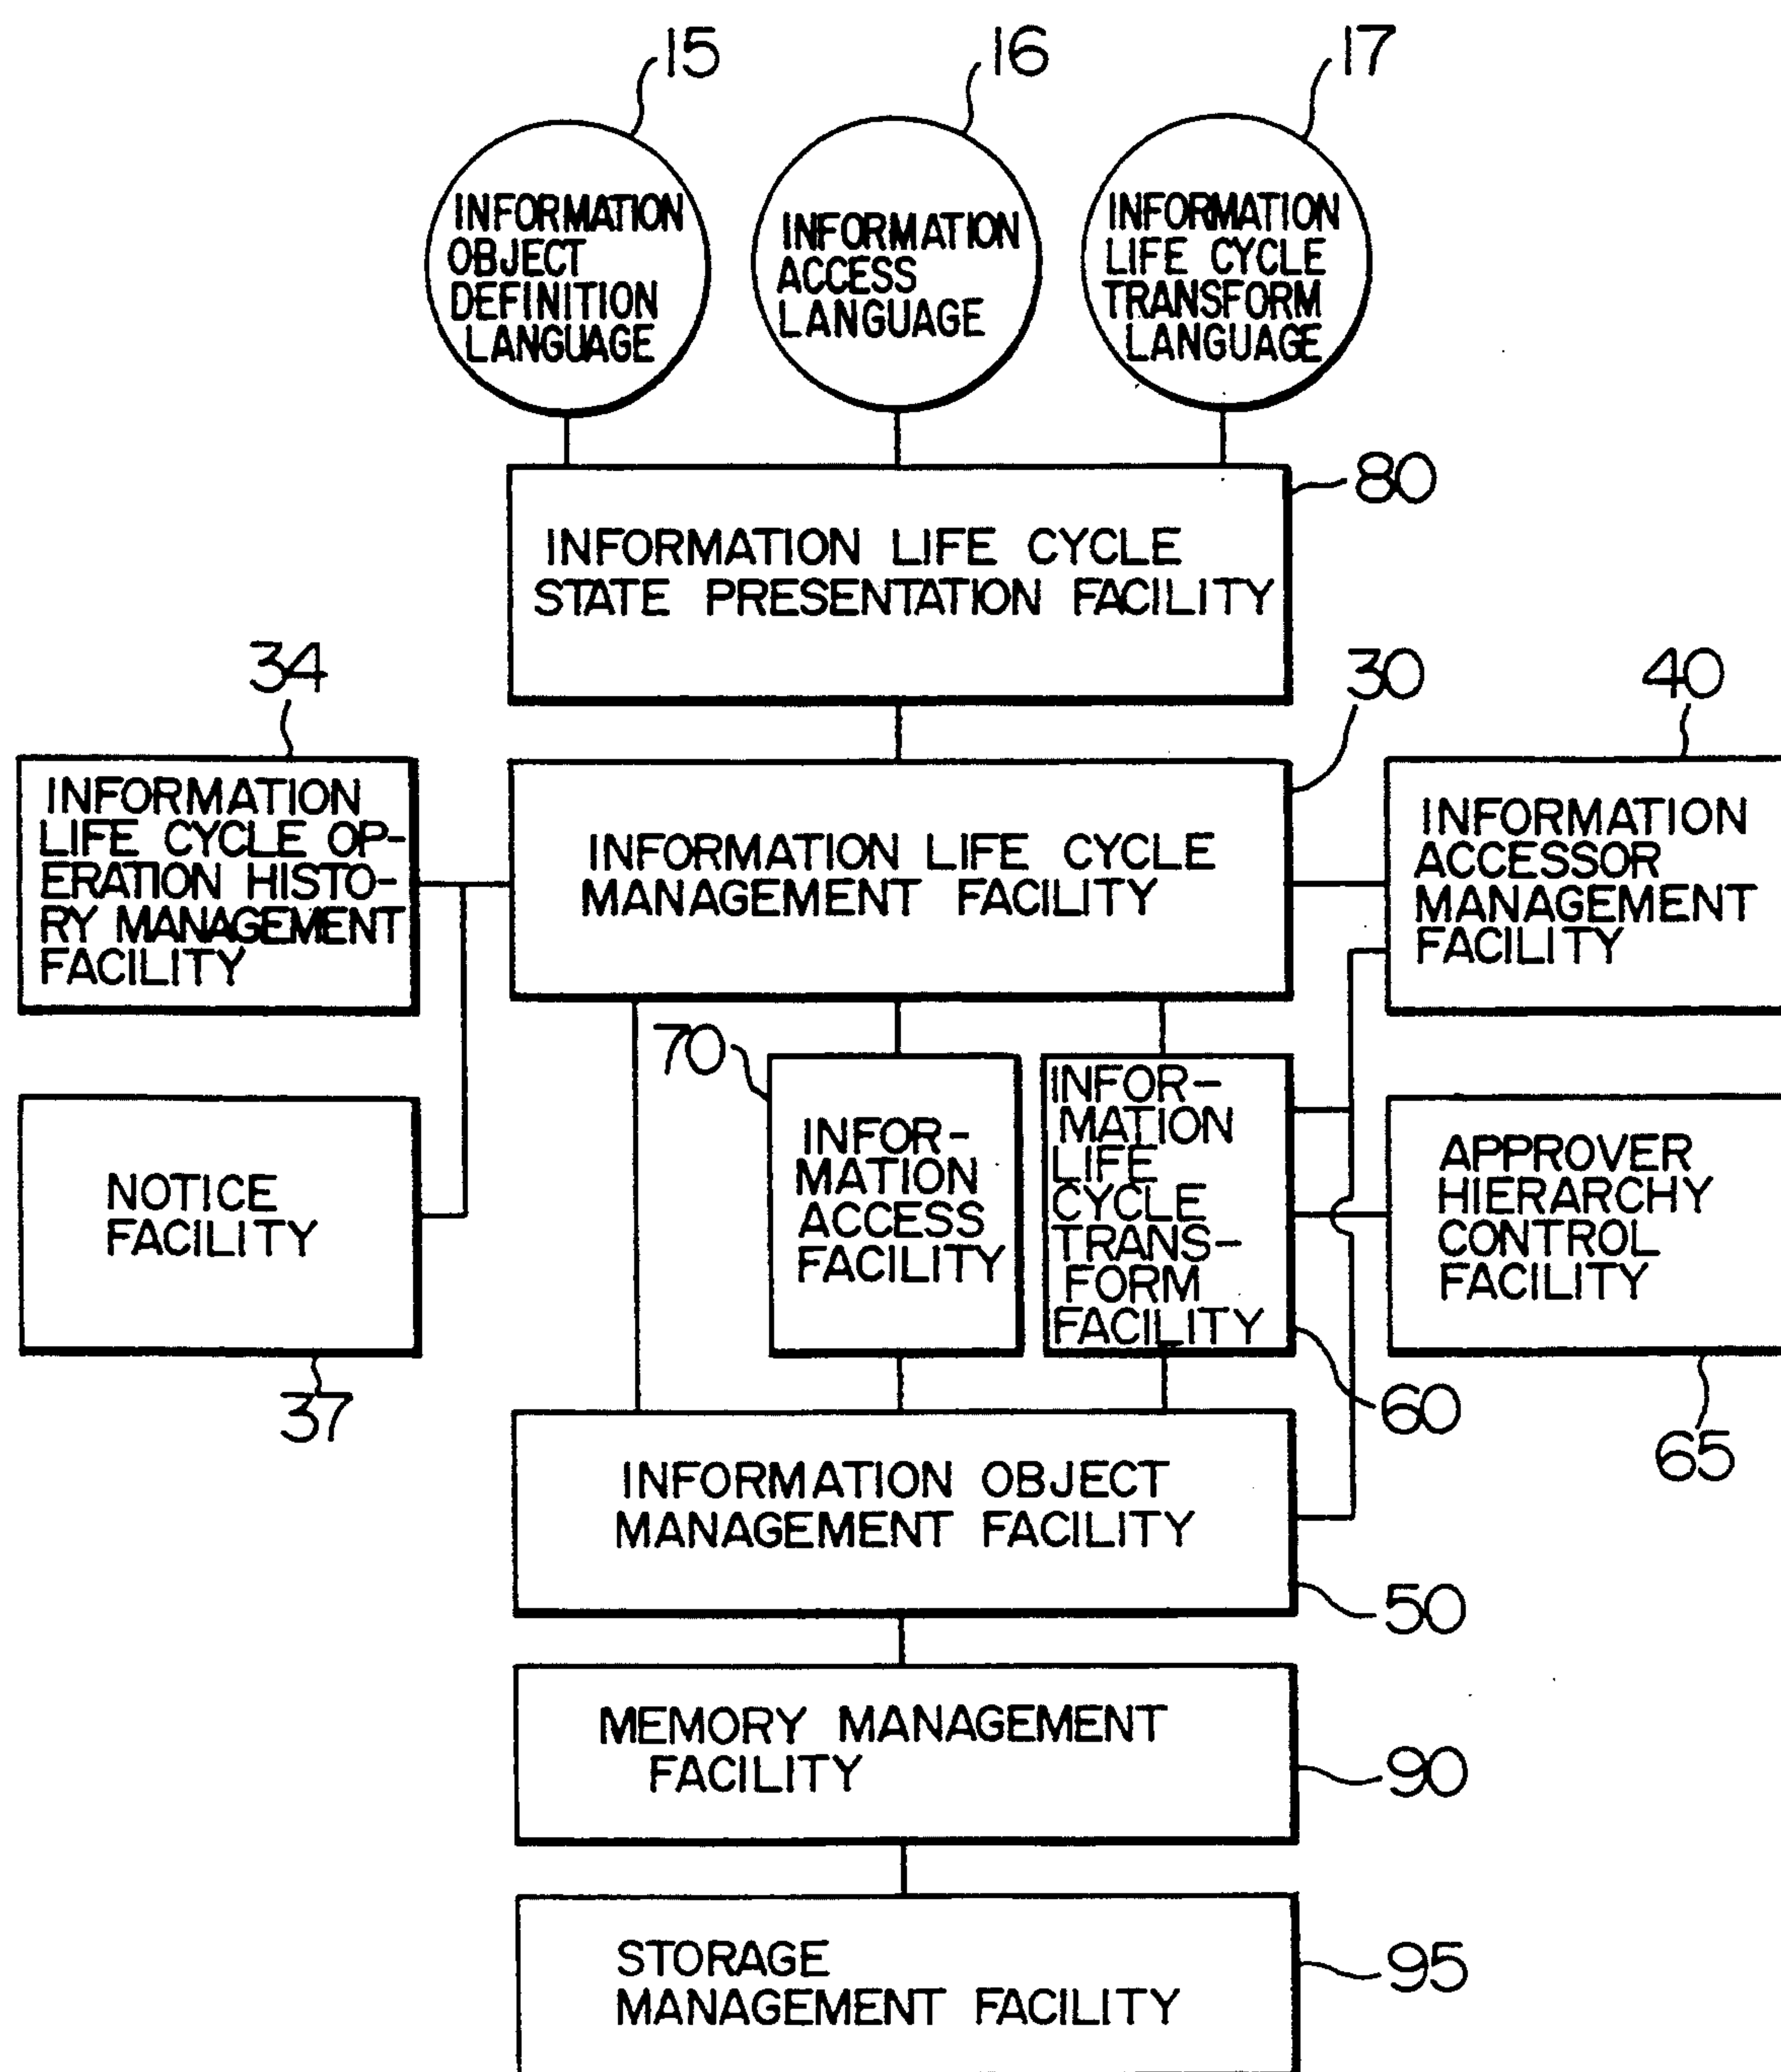 15
16
17
INFORMATION
OBJECT
DEFINITION
LANGUAGE
INFORMATION
ACCESS
LANGUAGE
INFORMATION
LIFE CYCLE
TRANSFORM
LANGUAGE
80
INFORMATION LIFE CYCLE
STATE PRESENTATION FACILITY
34
30
40
INFORMATION
LIFE CYCLE OP-
ERATION HISTO-
RY MANAGEMENT
FACILITY
INFORMATION LIFE CYCLE
MANAGEMENT FACILITY
INFORMATION
ACCESSOR
MANAGEMENT
FACILITY
70
NOTICE
FACILITY
37
INFOR-
MATION
ACCESS
FACILITY
INFOR-
MATION
LIFE
CYCLE
TRANS-
FORM
FACILITY
60
APPROVER
HIERARCHY
CONTROL
FACILITY
65
INFORMATION OBJECT
MANAGEMENT FACILITY
50
MEMORY MANAGEMENT
FACILITY
90
STORAGE
MANAGEMENT FACILITY
95